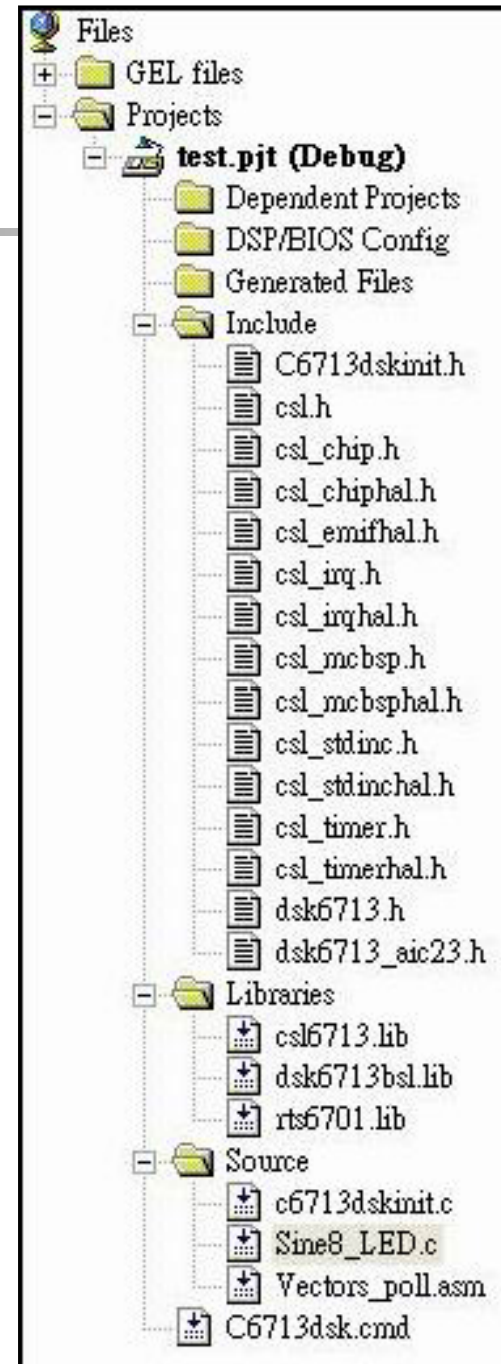 Files
GEL files
Projects
test.pjt (Debug)
Dependent Projects
DSP/BIOS Config
Generated Files
Include
C6713dskinit.h
csl.h
csl_chip.h
csl_chiphal.h
csl_emifhal.h
csl_irq.h
csl_irqhal.h
csl_mcbsp.h
csl_mcbsphal.h
csl_stdinc.h
csl_stdinchal.h
csl_timer.h
csl_timerhal.h
dsk6713.h
dsk6713_aic23.h
Libraries
csl6713.lib
dsk6713bsl.lib
rts6701.lib
Source
c6713dskinit.c
Sine8_LED.c
Vectors_poll.asm
C6713dsk.cmd